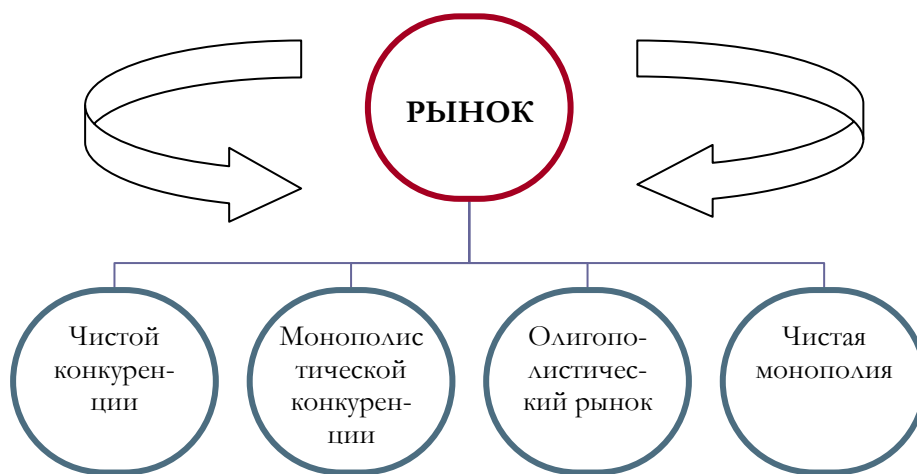 РЫНОК
Чистой
конкурен-
ции
Монополис
тической
конкурен-
ции
Олигопо-
листичес-
кий рынок
Чистая
монополия